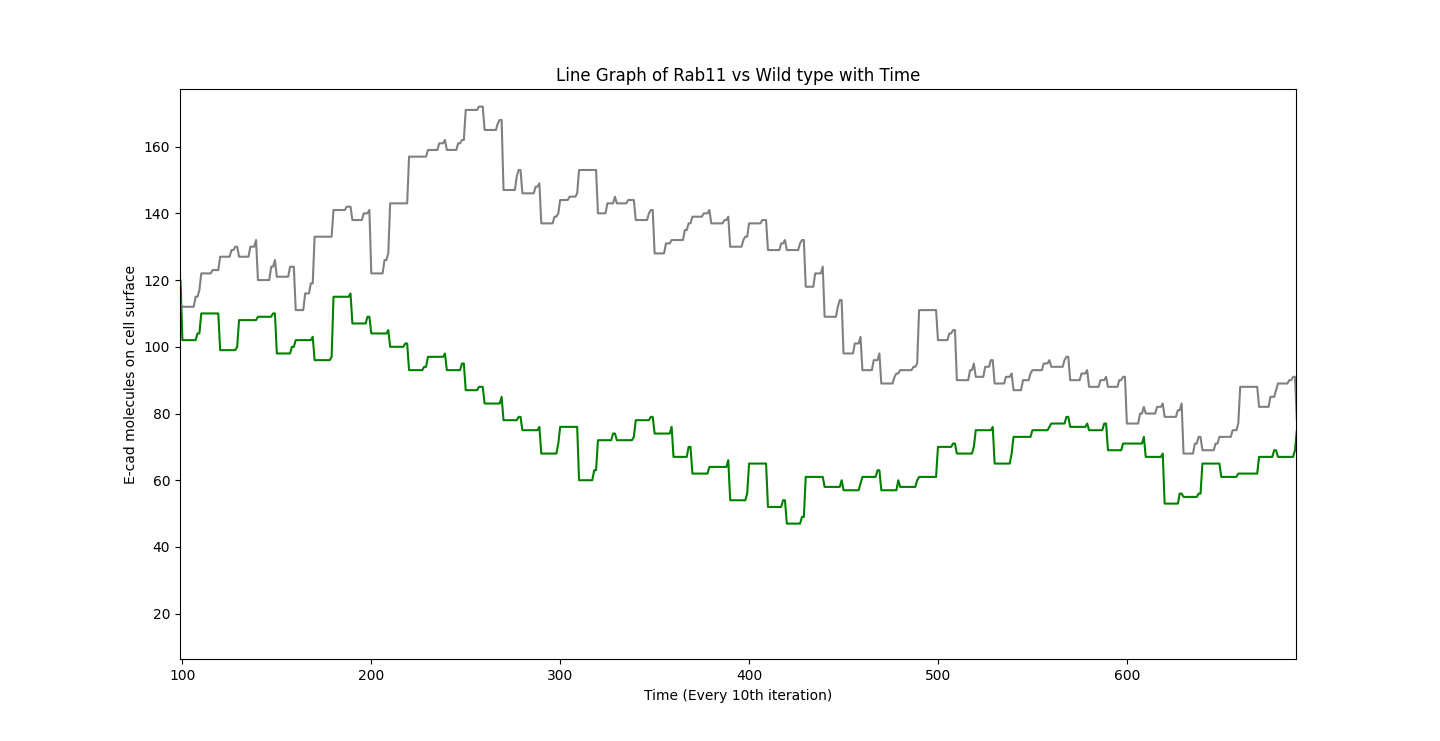 Line Graph of Rab11 vs Wild type with Time
E-cad molecules on cell surface
160
140
120
100
80
60
40
20
100 200 300 400 500 600
Time (Every 10th iteration)